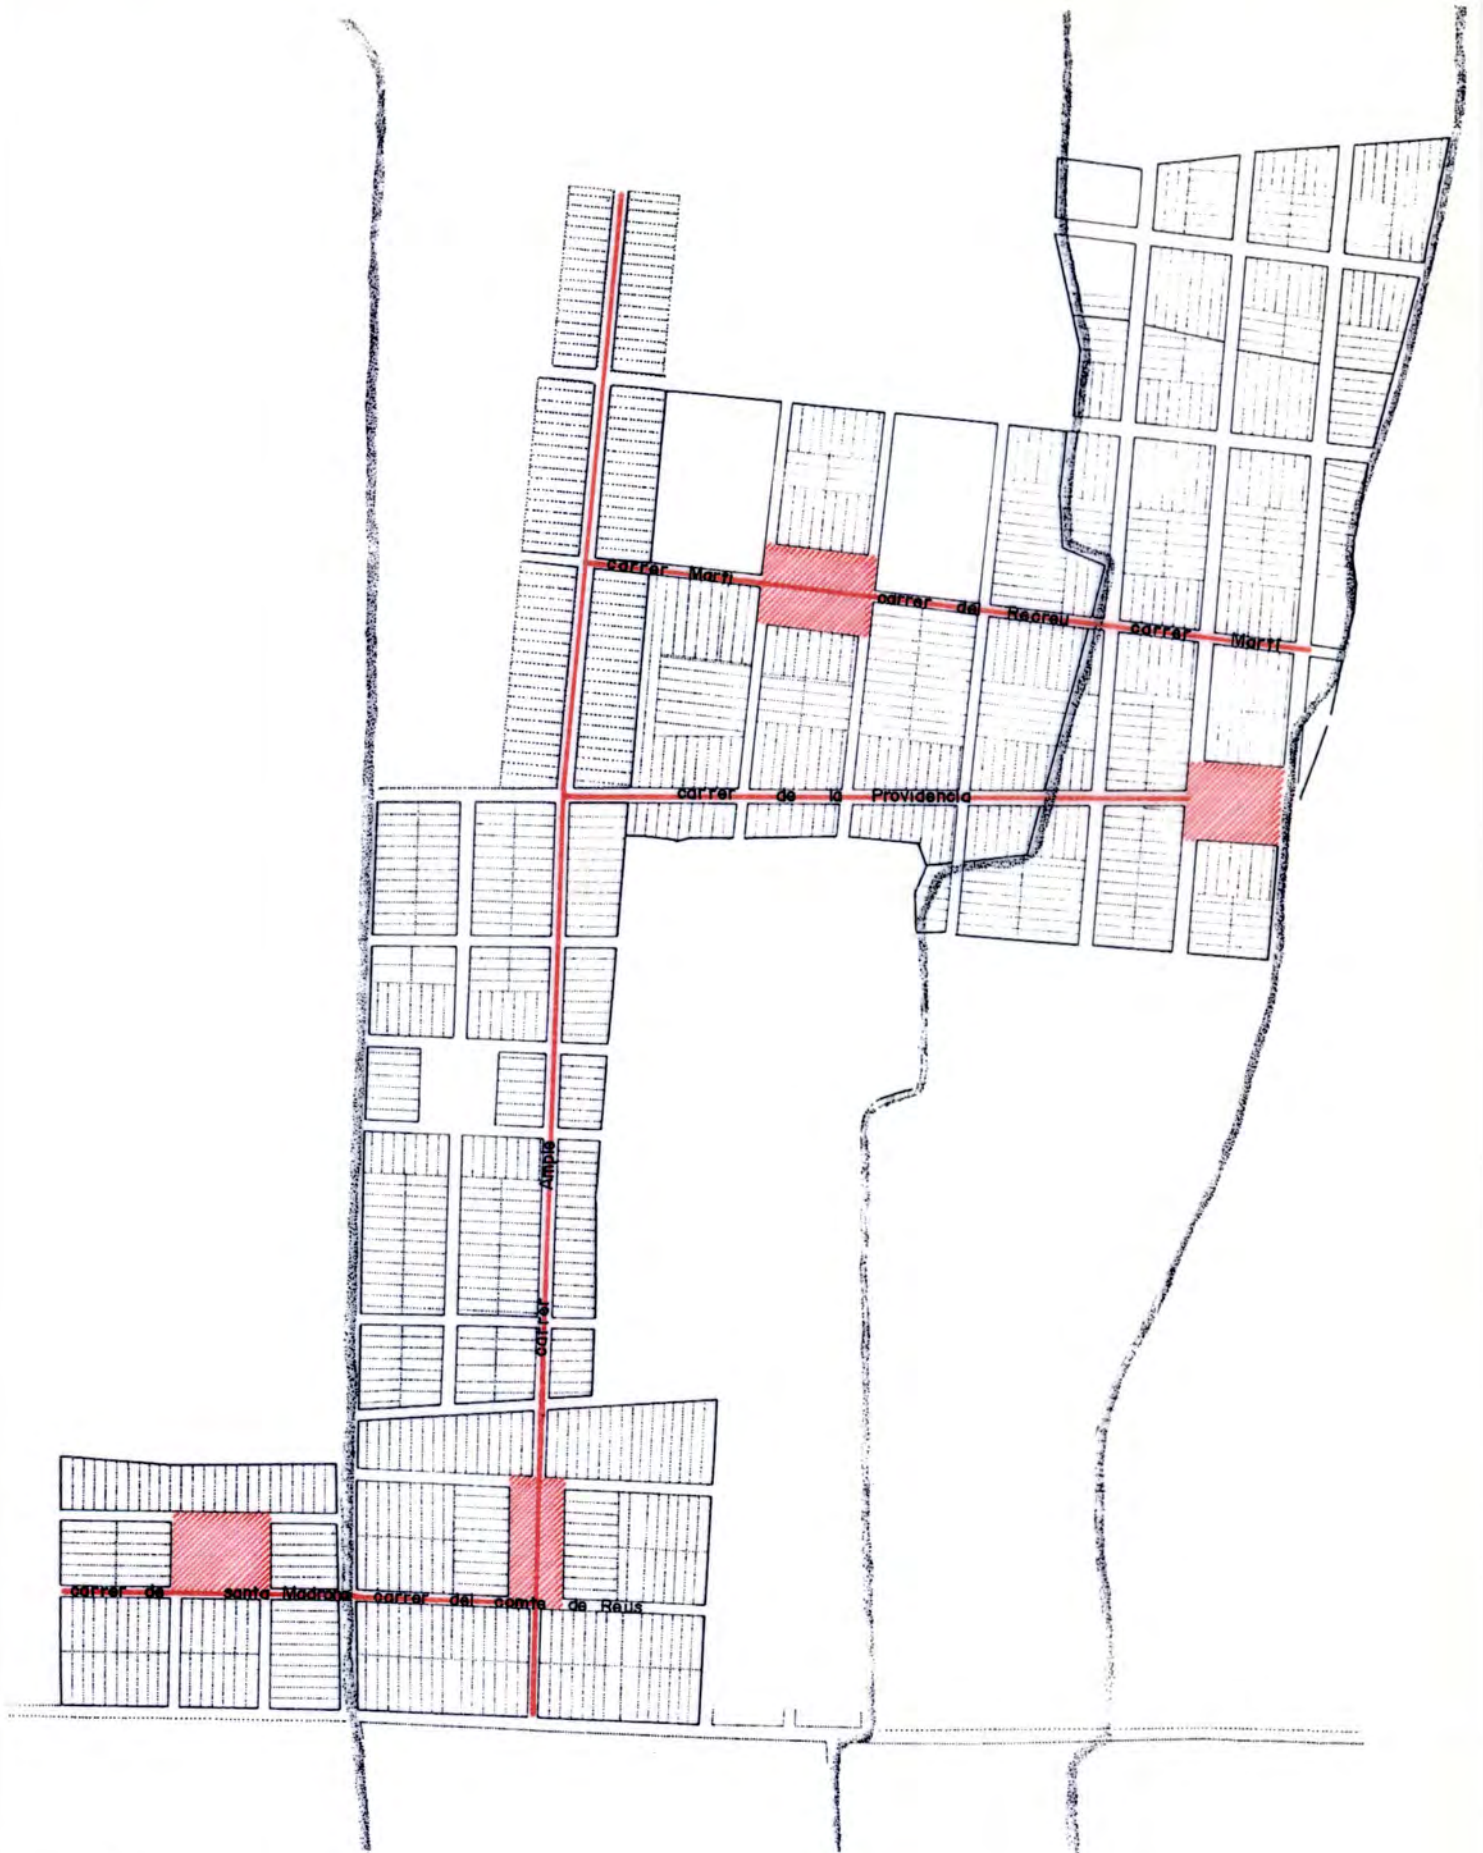 carrer Martí
carrer de Recreu
carrer Martí
carrer de la Providencia
carrer Ample
carrer de santa Madrona
carrer del comte de Reus